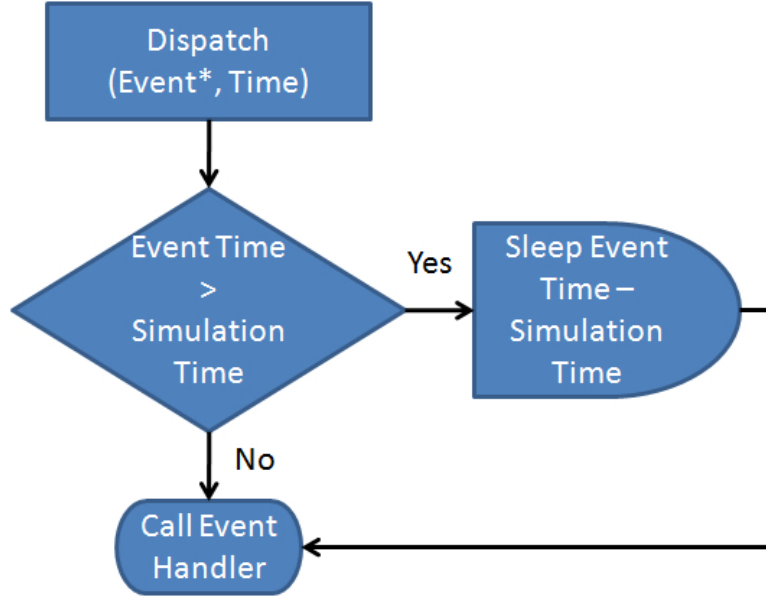 Dispatch
(Event*, Time)
Event Time
>
Simulation
Time
Yes
Sleep Event
Time –
Simulation
Time
No
Call Event
Handler